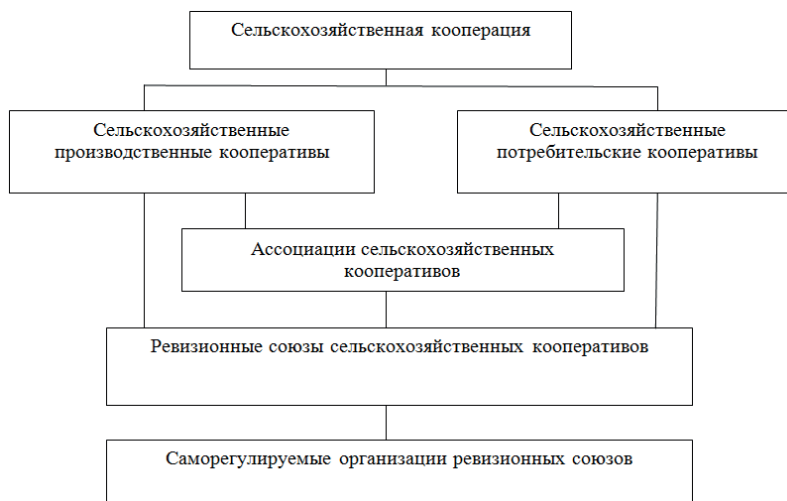 Сельскохозяйственная кооперация
Сельскохозяйственные
производственные кооперативы
Сельскохозяйственные
потребительские кооперативы
Ассоциации сельскохозяйственных
кооперативов
Ревизионные союзы сельскохозяйственных кооперативов
Саморегулируемые организации ревизионных союзов